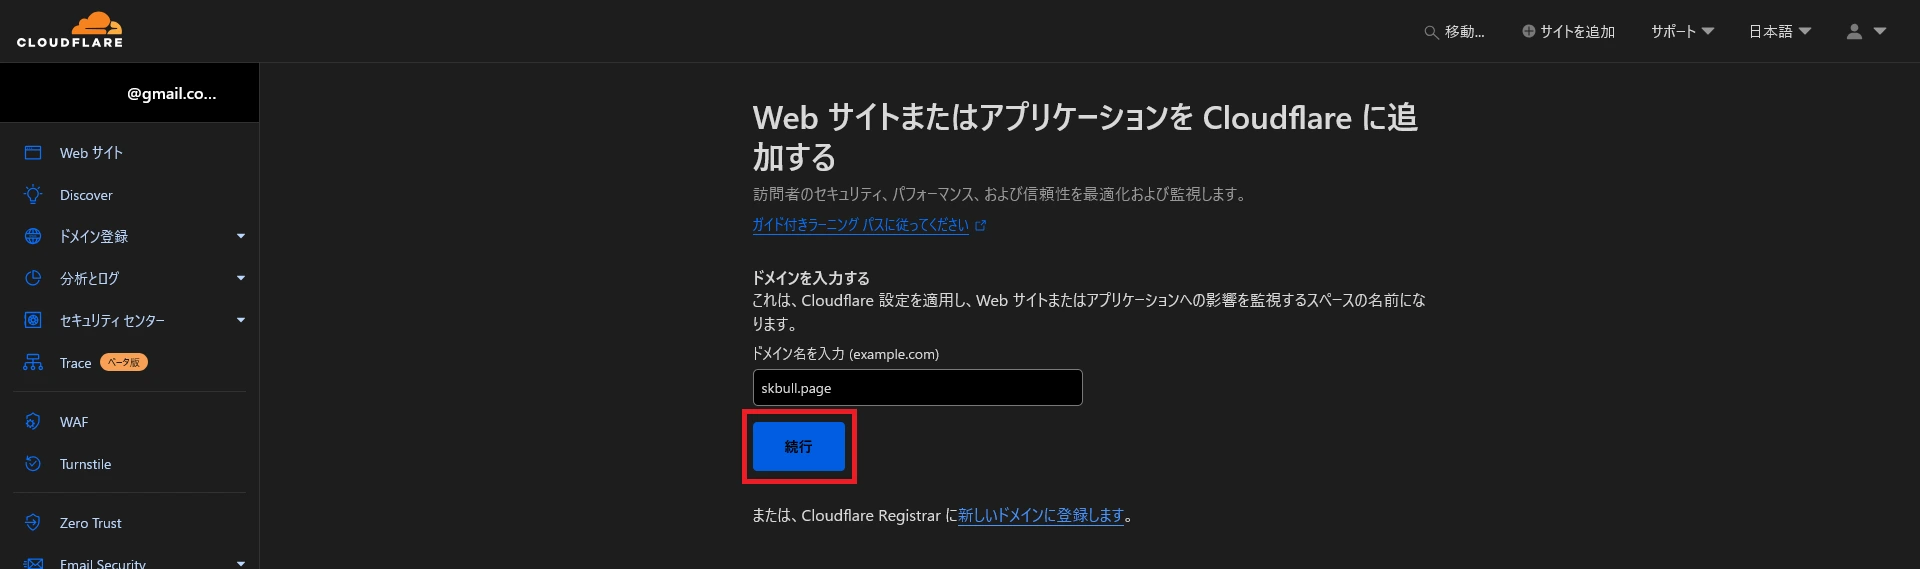 CLOUDFLARE
移動...
サイトを追加
サポート
日本語
@gmail.co...
Web サイト
Discover
ドメイン登録
分析とログ
セキュリティ センター
Trace ベータ版
WAF
Turnstile
Zero Trust
Email Security
Web サイトまたはアプリケーションを Cloudflare に追
加する
訪問者のセキュリティ、パフォーマンス、および信頼性を最適化および監視します。
ガイド付きラーニング パスに従ってください
ドメインを入力する
これは、Cloudflare 設定を適用し、Web サイトまたはアプリケーションへの影響を監視するスペースの名前にな
ります。
ドメイン名を入力 (example.com)
skbull.page
続行
または、Cloudflare Registrar に新しいドメインに登録します。